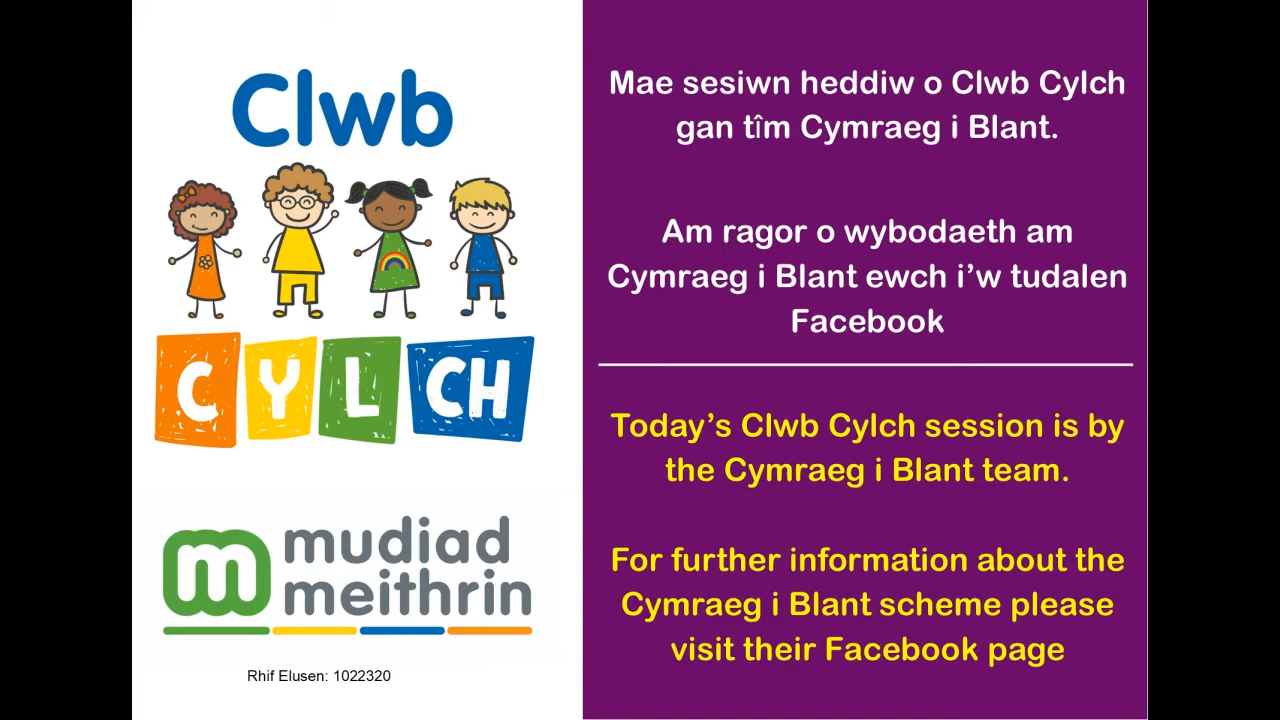 Clwb
CYLCH
mudiad
meithrin
Rhif Elusen: 1022320
Mae sesiwn heddiw o Clwb Cylch
gan tîm Cymraeg i Blant.
Am ragor o wybodaeth am
Cymraeg i Blant ewch i’w tudalen
Facebook
Today’s Clwb Cylch session is by
the Cymraeg i Blant team.
For further information about the
Cymraeg i Blant scheme please
visit their Facebook page